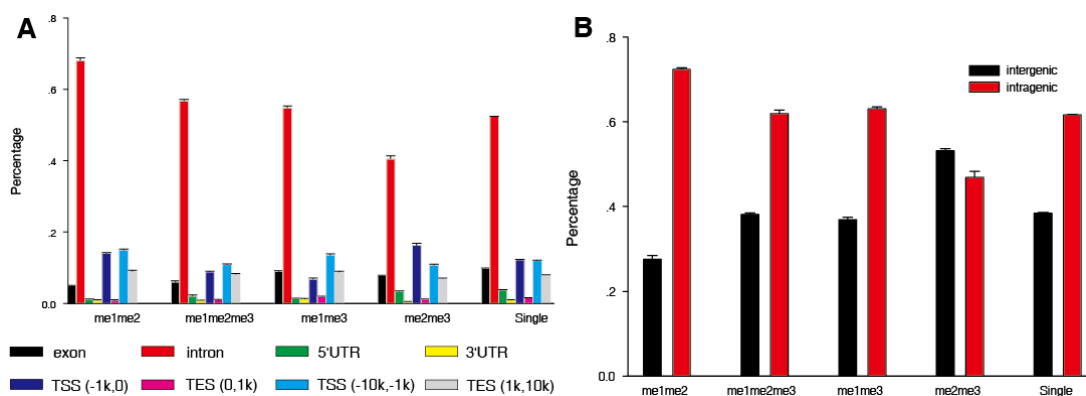 A
Percentage
.8
.6
.4
.2
0.0
me1me2 me1me2me3 me1me3 me2me3 Single
exon intron 5'UTR 3'UTR
TSS (-1k,0) TES (0,1k) TSS (-10k,-1k) TES (1k,10k)
B
Percentage
.8
.6
.4
.2
0.0
intergenic
intragenic
me1me2 me1me2me3 me1me3 me2me3 Single